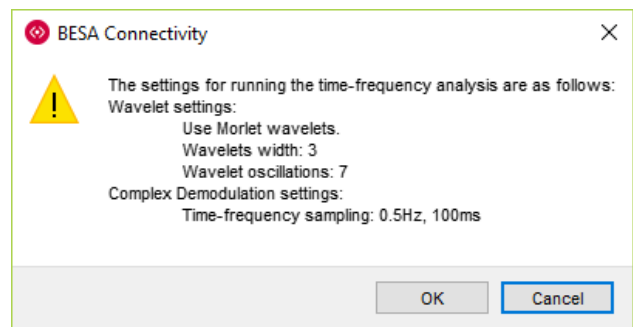 BESA Connectivity
The settings for running the time-frequency analysis are as follows:
Wavelet settings:
Use Morlet wavelets.
Wavelets width: 3
Wavelet oscillations: 7
Complex Demodulation settings:
Time-frequency sampling: 0.5Hz, 100ms
OK Cancel